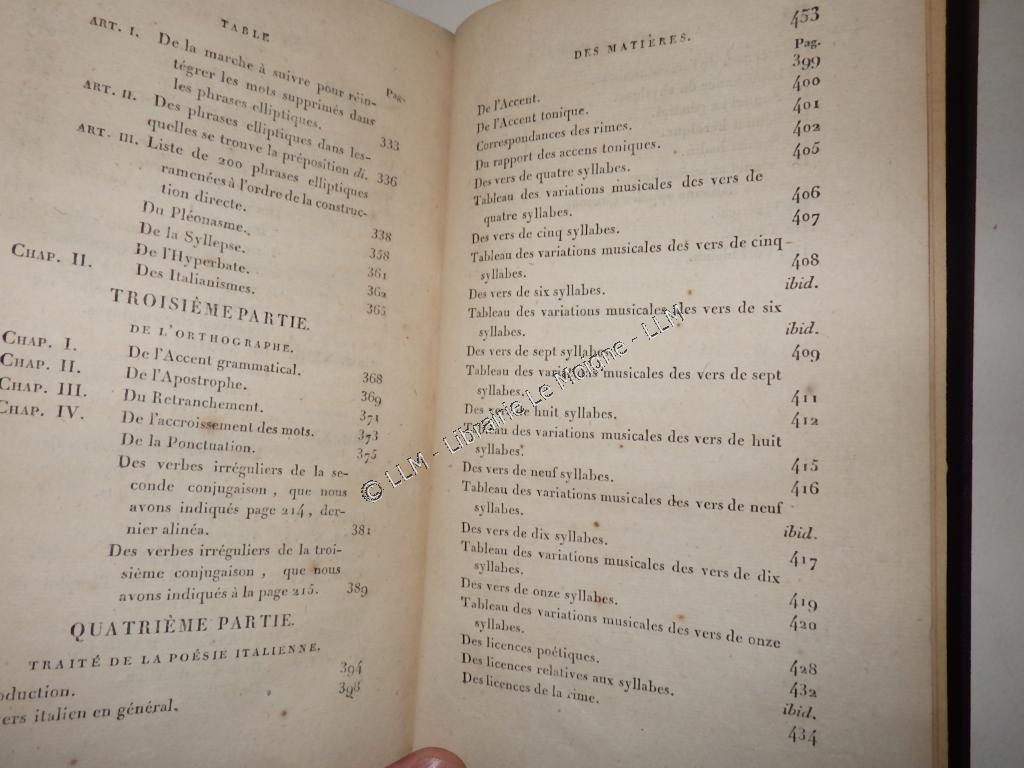 TABLE
Pag.
ART. I. De la marche à suivre pour réin-
tégrer les mots supprimés dans
les phrases elliptiques. 333
ART. II. Des phrases elliptiques dans les-
quelles se trouve la préposition di. 336
ART. III. Liste de 200 phrases elliptiques
ramenées à l'ordre de la construc-
tion directe. 338
Du Pléonasme. 358
De la Syllepse. 361
De l'Hyperbate. 362
CHAP. II. Des Italianismes. 365
TROISIÈME PARTIE.
DE L'ORTHOGRAPHE.
CHAP. I. De l'Accent grammatical. 368
CHAP. II. De l'Apostrophe. 369
CHAP. III. Du Retranchement. 371
CHAP. IV. De l'accroissement des mots. 373
De la Ponctuation. 375
Des verbes irréguliers de la se-
conde conjugaison, que nous
avons indiqués page 214, der-
nier alinéa. 381
Des verbes irréguliers de la troi-
sième conjugaison, que nous
avons indiqués à la page 215. 389
QUATRIÈME PARTIE.
TRAITÉ DE LA POÉSIE ITALIENNE.
oduction. 394
ers italien en général. 398
DES MATIÈRES. 453
Pag.
De l'Accent. 399
De l'Accent tonique. 400
Correspondances des rimes. 401
Du rapport des accens toniques. 402
Des vers de quatre syllabes. 405
Tableau des variations musicales des vers de
quatre syllabes. 406
Des vers de cinq syllabes. 407
Tableau des variations musicales des vers de cinq
syllabes. 408
Des vers de six syllabes. ibid.
Tableau des variations musicales des vers de six
syllabes. ibid.
Des vers de sept syllabes. 409
Tableau des variations musicales des vers de sept
syllabes. 411
Des vers de huit syllabes. 412
Tableau des variations musicales des vers de huit
syllabes. 415
Des vers de neuf syllabes. 416
Tableau des variations musicales des vers de neuf
syllabes. ibid.
Des vers de dix syllabes. 417
Tableau des variations musicales des vers de dix
syllabes. 419
Des vers de onze syllabes. 420
Tableau des variations musicales des vers de onze
syllabes. 428
Des licences poétiques. 432
Des licences relatives aux syllabes. ibid.
Des licences de la rime. 434
© LLM - Librairie Le Moigne - LLM